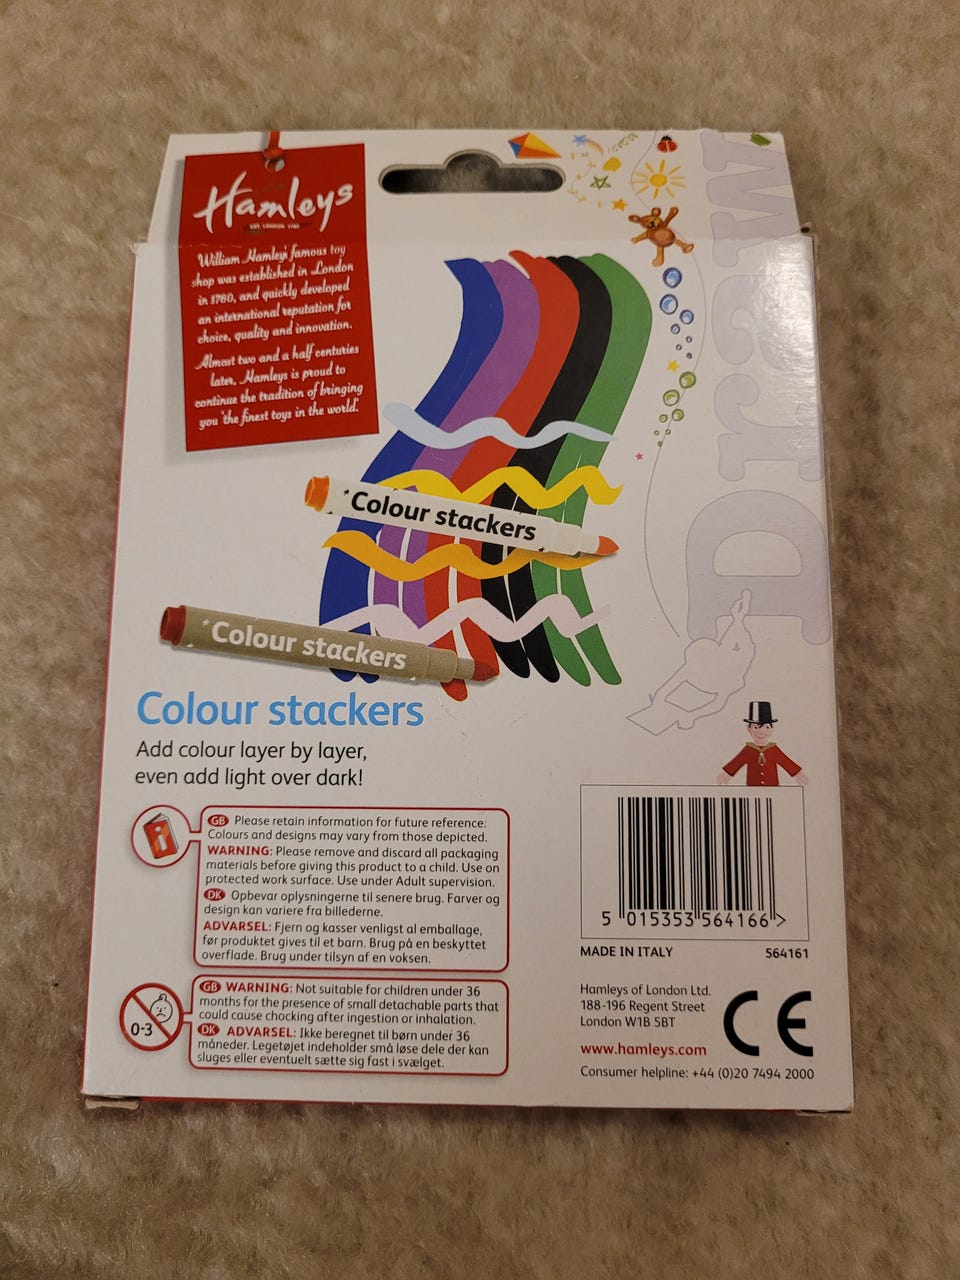 Hamleys
EST. LONDON 1760
William Hamleys famous toy
shop was established in London
in 1760, and quickly developed
an international reputation for
choice, quality and innovation.
Almost two and a half centuries
later, Hamleys is proud to
continue the tradition of bringing
you 'the finest toys in the world'.
Draw
Colour stackers
Colour stackers
Colour stackers
Add colour layer by layer,
even add light over dark!
GB Please retain information for future reference.
Colours and designs may vary from those depicted.
WARNING: Please remove and discard all packaging
materials before giving this product to a child. Use on
protected work surface. Use under Adult supervision.
DK Opbevar oplysningerne til senere brug. Farver og
design kan variere fra billederne.
ADVARSEL: Fjern og kasser venligst al emballage,
før produktet gives til et barn. Brug på en beskyttet
overflade. Brug under tilsyn af en voksen.
0-3
GB WARNING: Not suitable for children under 36
months for the presence of small detachable parts that
could cause chocking after ingestion or inhalation.
DK ADVARSEL: Ikke beregnet til børn under 36
måneder. Legetøjet indeholder små løse dele der kan
sluges eller eventuelt sætte sig fast i svælget.
5 015353 564166 >
MADE IN ITALY 564161
Hamleys of London Ltd.
188-196 Regent Street
London W1B 5BT
www.hamleys.com
CE
Consumer helpline: +44 (0)20 7494 2000